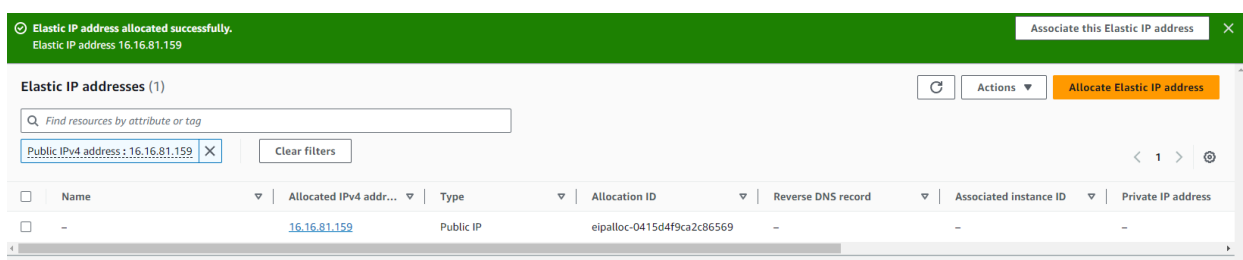 Elastic IP address allocated successfully.
Elastic IP address 16.16.81.159
Associate this Elastic IP address
Elastic IP addresses (1)
Actions
Allocate Elastic IP address
Find resources by attribute or tag
Public IPv4 address : 16.16.81.159
Clear filters
1
Name Allocated IPv4 addr... Type Allocation ID Reverse DNS record Associated instance ID Private IP address
– 16.16.81.159 Public IP eipalloc-0415d4f9ca2c86569 – – –